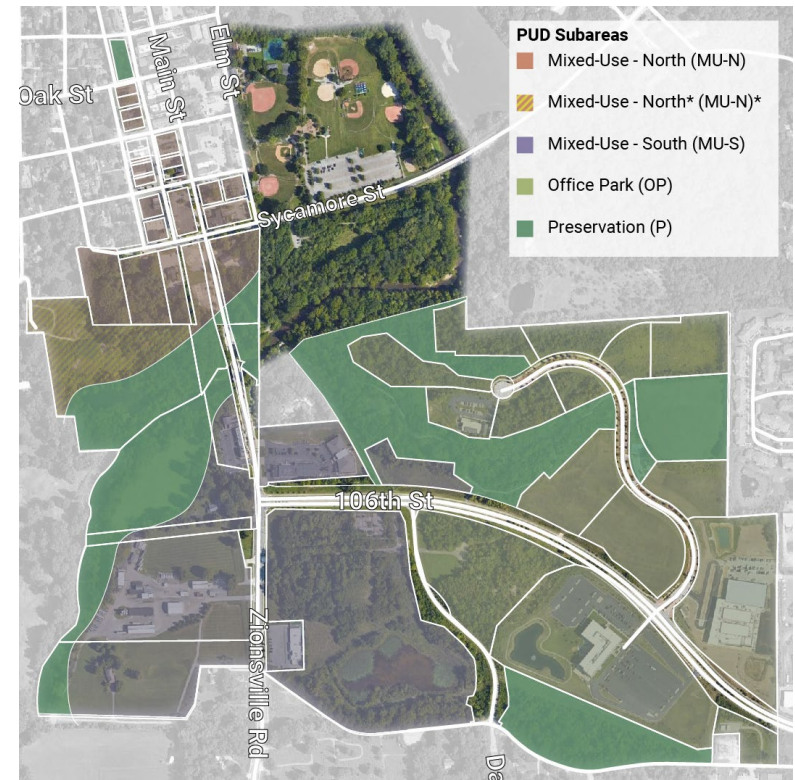 PUD Subareas
Mixed-Use - North (MU-N)
Mixed-Use - North* (MU-N)*
Mixed-Use - South (MU-S)
Office Park (OP)
Preservation (P)
Oak St
Main St
Elm St
Sycamore St
106th St
Zionsville Rd
Da